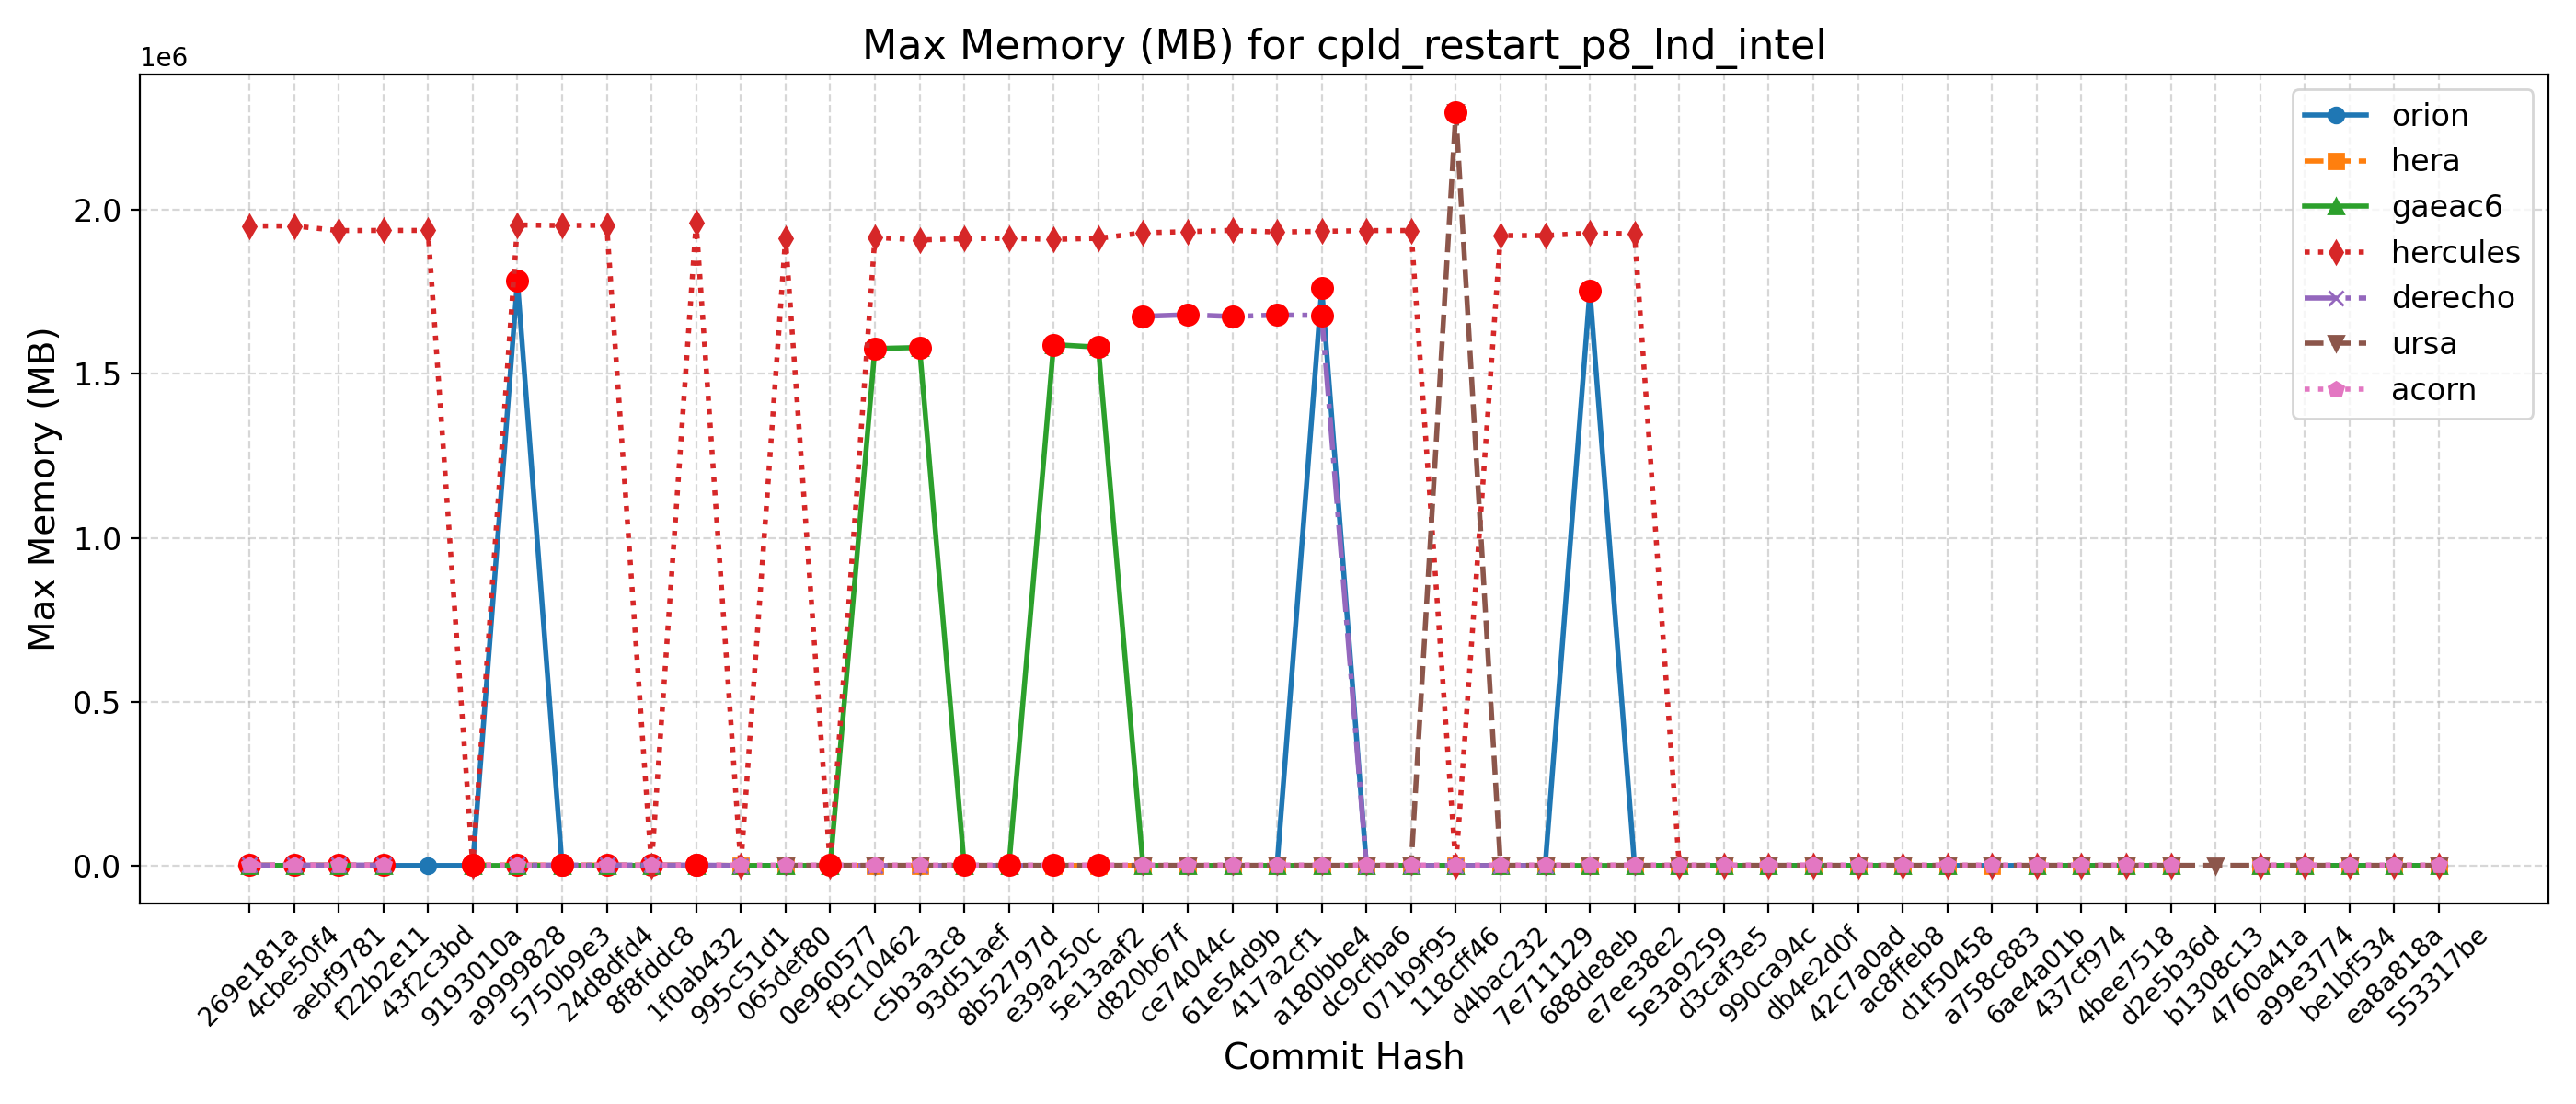 Max Memory (MB) for cpld_restart_p8_lnd_intel
1e6
2.0
1.5
1.0
0.5
0.0
Max Memory (MB)
orion
hera
gaeac6
hercules
derecho
ursa
acorn
269e181a
4cbe50f4
aebf9781
f22b2e11
43f2c3bd
9193010a
a9999828
5750b9e3
24d8dfd4
8f8fddc8
1f0ab432
995c51d1
065def80
0e960577
f9c10462
c5b3a3c8
93d51aef
8b52797d
e39a250c
5e13aaf2
d820b67f
ce74044c
61e54d9b
417a2cf1
a180bbe4
dc9cfba6
071b9f95
118cff46
d4bac232
7e711129
688de8eb
e7ee38e2
5e3a9259
d3caf3e5
990ca94c
db4e2d0f
42c7a0ad
ac8ffeb8
d1f50458
a758c883
6ae4a01b
437cf974
4bee7518
d2e5b36d
b1308c13
4760a41a
a99e3774
be1bf534
ea8a818a
553317be
Commit Hash